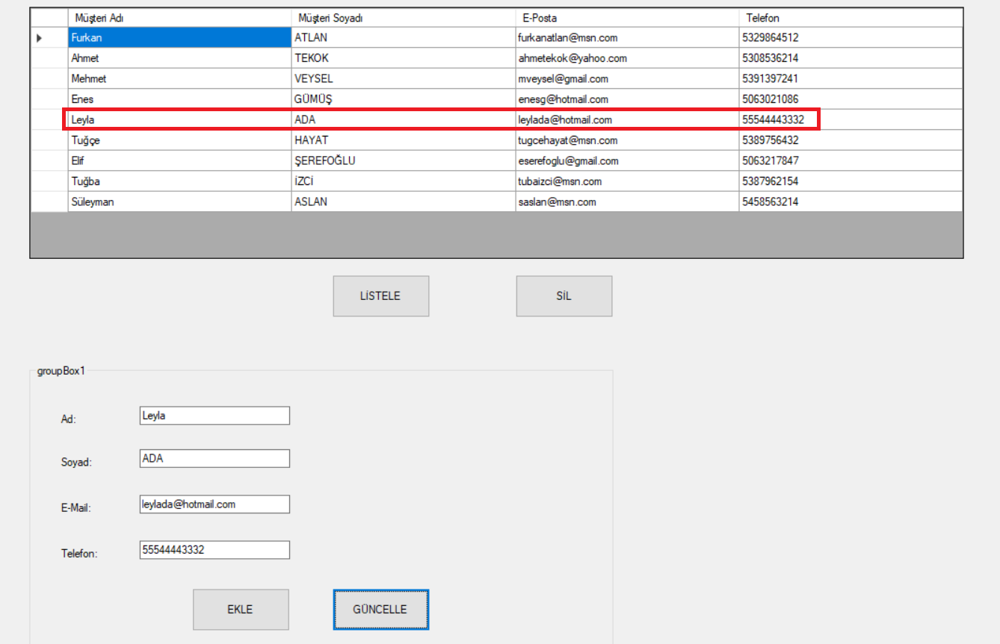 Müşteri Adı Müşteri Soyadı E-Posta Telefon
Furkan ATLAN furkanatlan@msn.com 5329864512
Ahmet TEKOK ahmetekok@yahoo.com 5308536214
Mehmet VEYSEL mveysel@gmail.com 5391397241
Enes GÜMÜŞ enesg@hotmail.com 5063021086
Leyla ADA leylada@hotmail.com 55544443332
Tuğçe HAYAT tugcehayat@msn.com 5389756432
Elif ŞEREFOĞLU eserefoglu@gmail.com 5063217847
Tuğba İZCİ tubaizci@msn.com 5387962154
Süleyman ASLAN saslan@msn.com 5458563214
LİSTELE SİL
groupBox1
Ad: Leyla
Soyad: ADA
E-Mail: leylada@hotmail.com
Telefon: 55544443332
EKLE GÜNCELLE